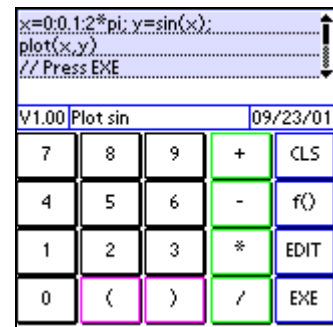 x=0:0.1:2*pi; y=sin(x);
plot(x,y)
// Press EXE
V1.00 Plot sin 09/23/01
7 8 9 + CLS
4 5 6 - f()
1 2 3 * EDIT
0 ( ) / EXE